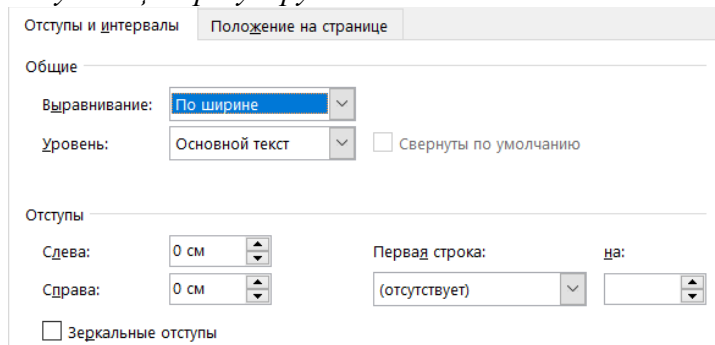 Отступы и интервалы Положение на странице
Общие
Выравнивание: По ширине
Уровень: Основной текст Свернуты по умолчанию
Отступы
Слева: 0 см Первая строка: на:
Справа: 0 см (отсутствует)
Зеркальные отступы